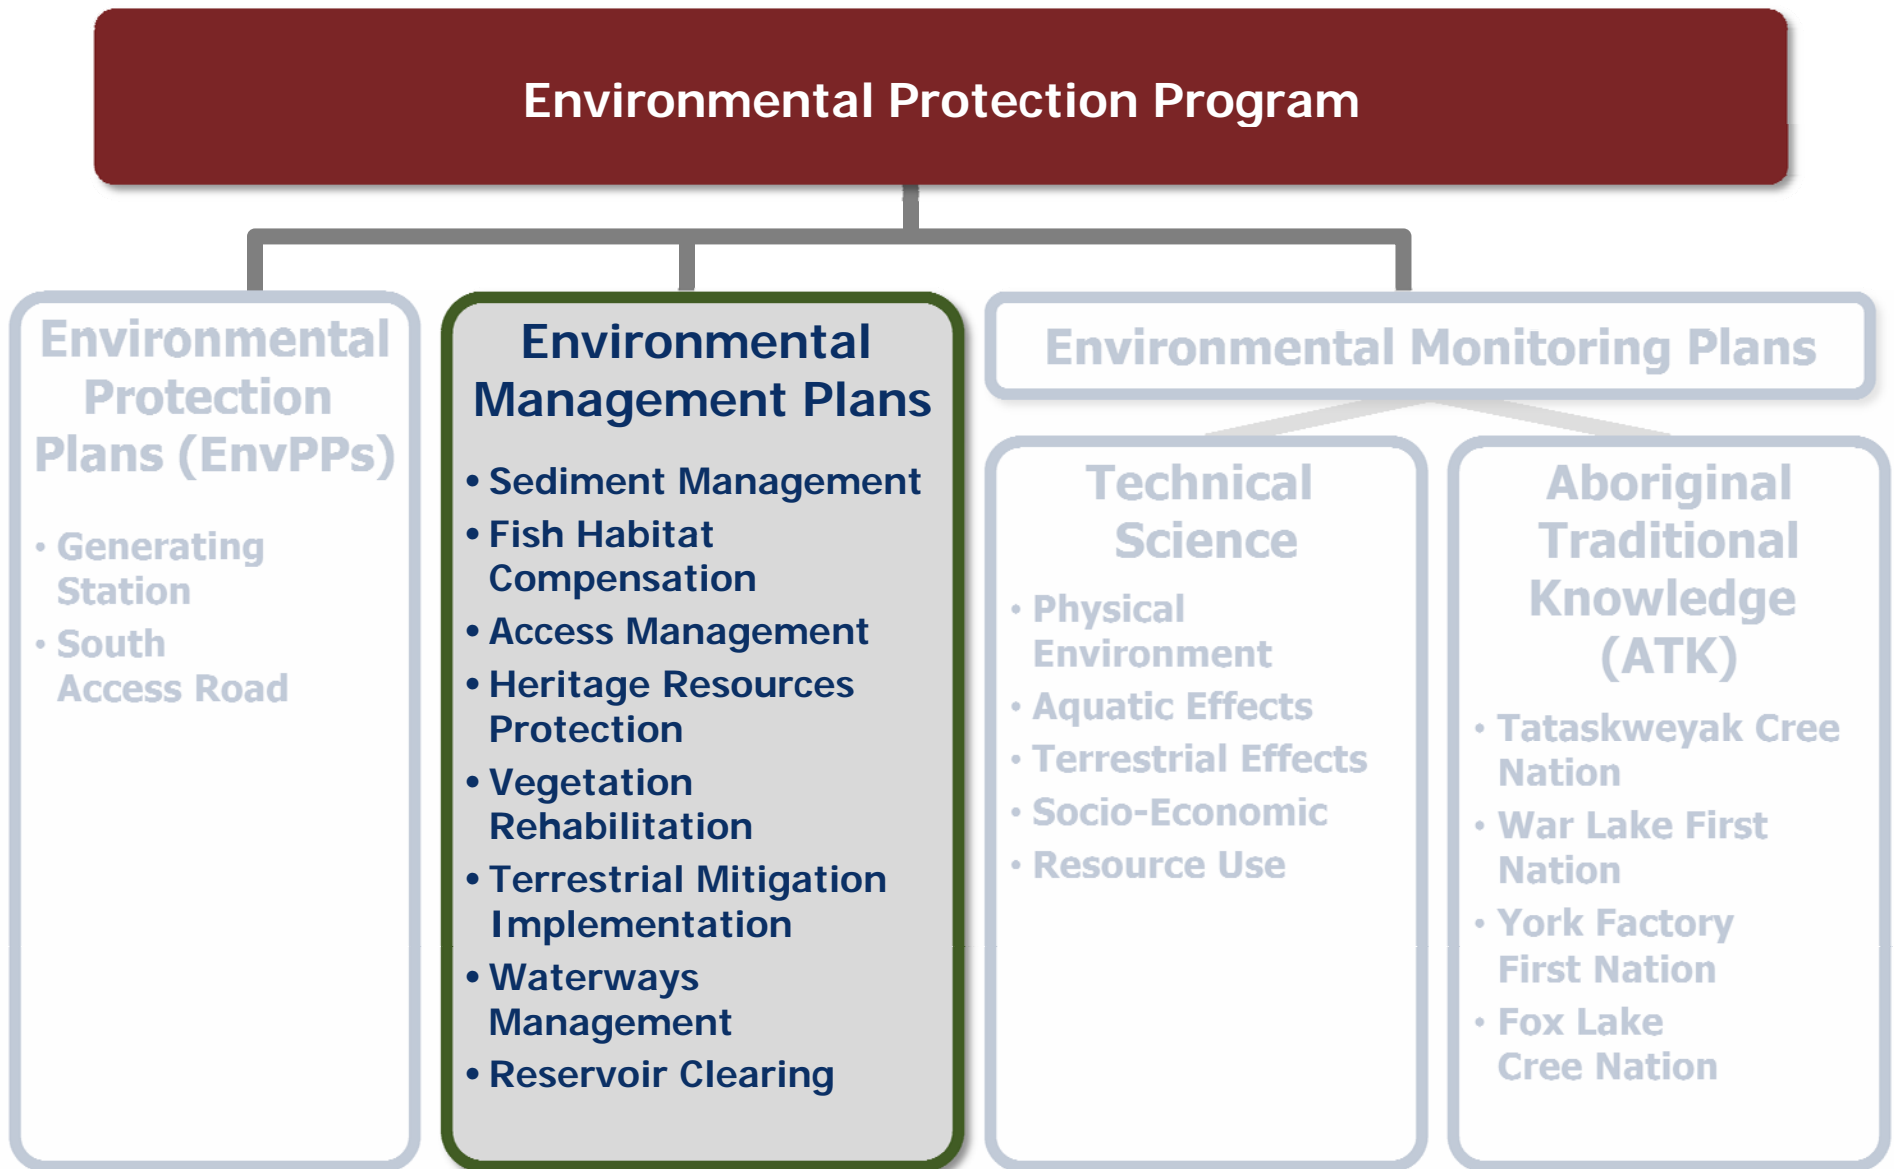 Environmental Protection Program
Environmental
Protection
Plans (EnvPPs)
• Generating
Station
• South
Access Road
Environmental
Management Plans
• Sediment Management
• Fish Habitat
Compensation
• Access Management
• Heritage Resources
Protection
• Vegetation
Rehabilitation
• Terrestrial Mitigation
Implementation
• Waterways
Management
• Reservoir Clearing
Environmental Monitoring Plans
Technical
Science
• Physical
Environment
• Aquatic Effects
• Terrestrial Effects
• Socio-Economic
• Resource Use
Aboriginal
Traditional
Knowledge
(ATK)
• Tataskweyak Cree
Nation
• War Lake First
Nation
• York Factory
First Nation
• Fox Lake
Cree Nation